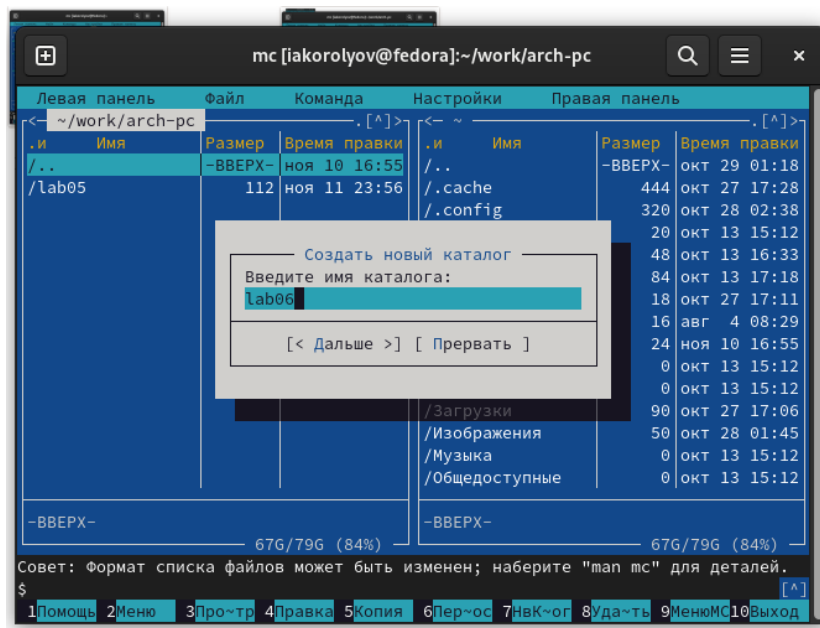 mc [iakorolyov@fedora]:~/work/arch-pc
Левая панель Файл Команда Настройки Правая панель
<— ~/work/arch-pc .[^]> <— ~ .[^]>
.и Имя Размер Время правки .и Имя Размер Время правки
/.. -ВВЕРХ- ноя 10 16:55 /.. -ВВЕРХ- окт 29 01:18
/lab05 112 ноя 11 23:56 /.cache 444 окт 27 17:28
/.config 320 окт 28 02:38
20 окт 13 15:12
Создать новый каталог 48 окт 13 16:33
Введите имя каталога: 84 окт 13 17:18
lab06 18 окт 27 17:11
16 авг 4 08:29
[< Дальше >] [ Прервать ] 24 ноя 10 16:55
0 окт 13 15:12
0 окт 13 15:12
/Загрузки 90 окт 27 17:06
/Изображения 50 окт 28 01:45
/Музыка 0 окт 13 15:12
/Общедоступные 0 окт 13 15:12
-ВВЕРХ- -ВВЕРХ-
67G/79G (84%) 67G/79G (84%)
Совет: Формат списка файлов может быть изменен; наберите "man mc" для деталей.
$ [^]
1Помощь 2Меню 3Про~тр 4Правка 5Копия 6Пер~ос 7НвК~ог 8Уда~ть 9МенюMC 10Выход